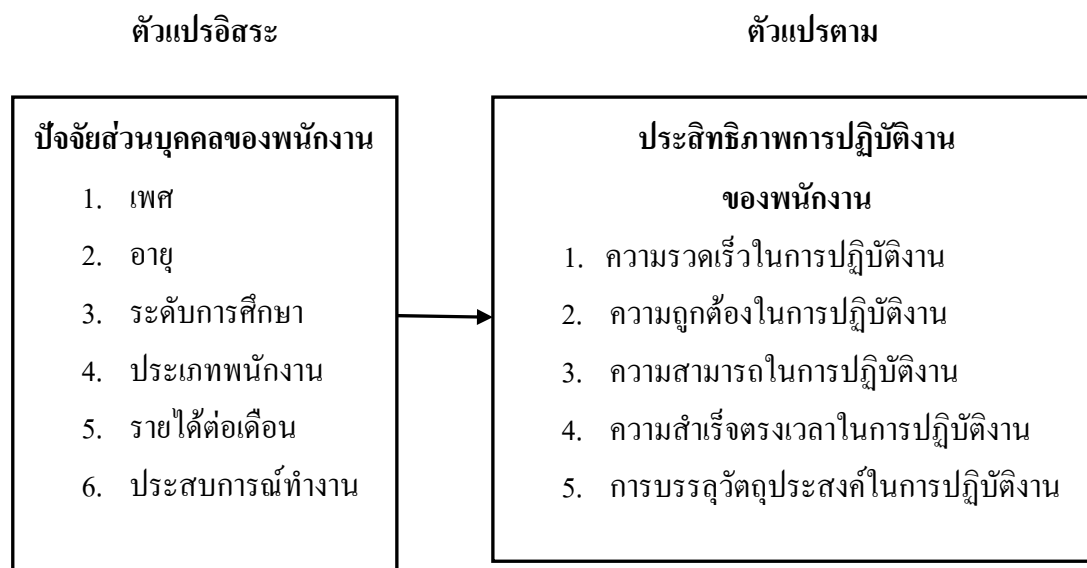 ตัวแปรอิสระ
ตัวแปรตาม
ปัจจัยส่วนบุคคลของพนักงาน
1. เพศ
2. อายุ
3. ระดับการศึกษา
4. ประเภทพนักงาน
5. รายได้ต่อเดือน
6. ประสบการณ์ทำงาน
ประสิทธิภาพการปฏิบัติงาน
ของพนักงาน
1. ความรวดเร็วในการปฏิบัติงาน
2. ความถูกต้องในการปฏิบัติงาน
3. ความสามารถในการปฏิบัติงาน
4. ความสำเร็จตรงเวลาในการปฏิบัติงาน
5. การบรรลุวัตถุประสงค์ในการปฏิบัติงาน